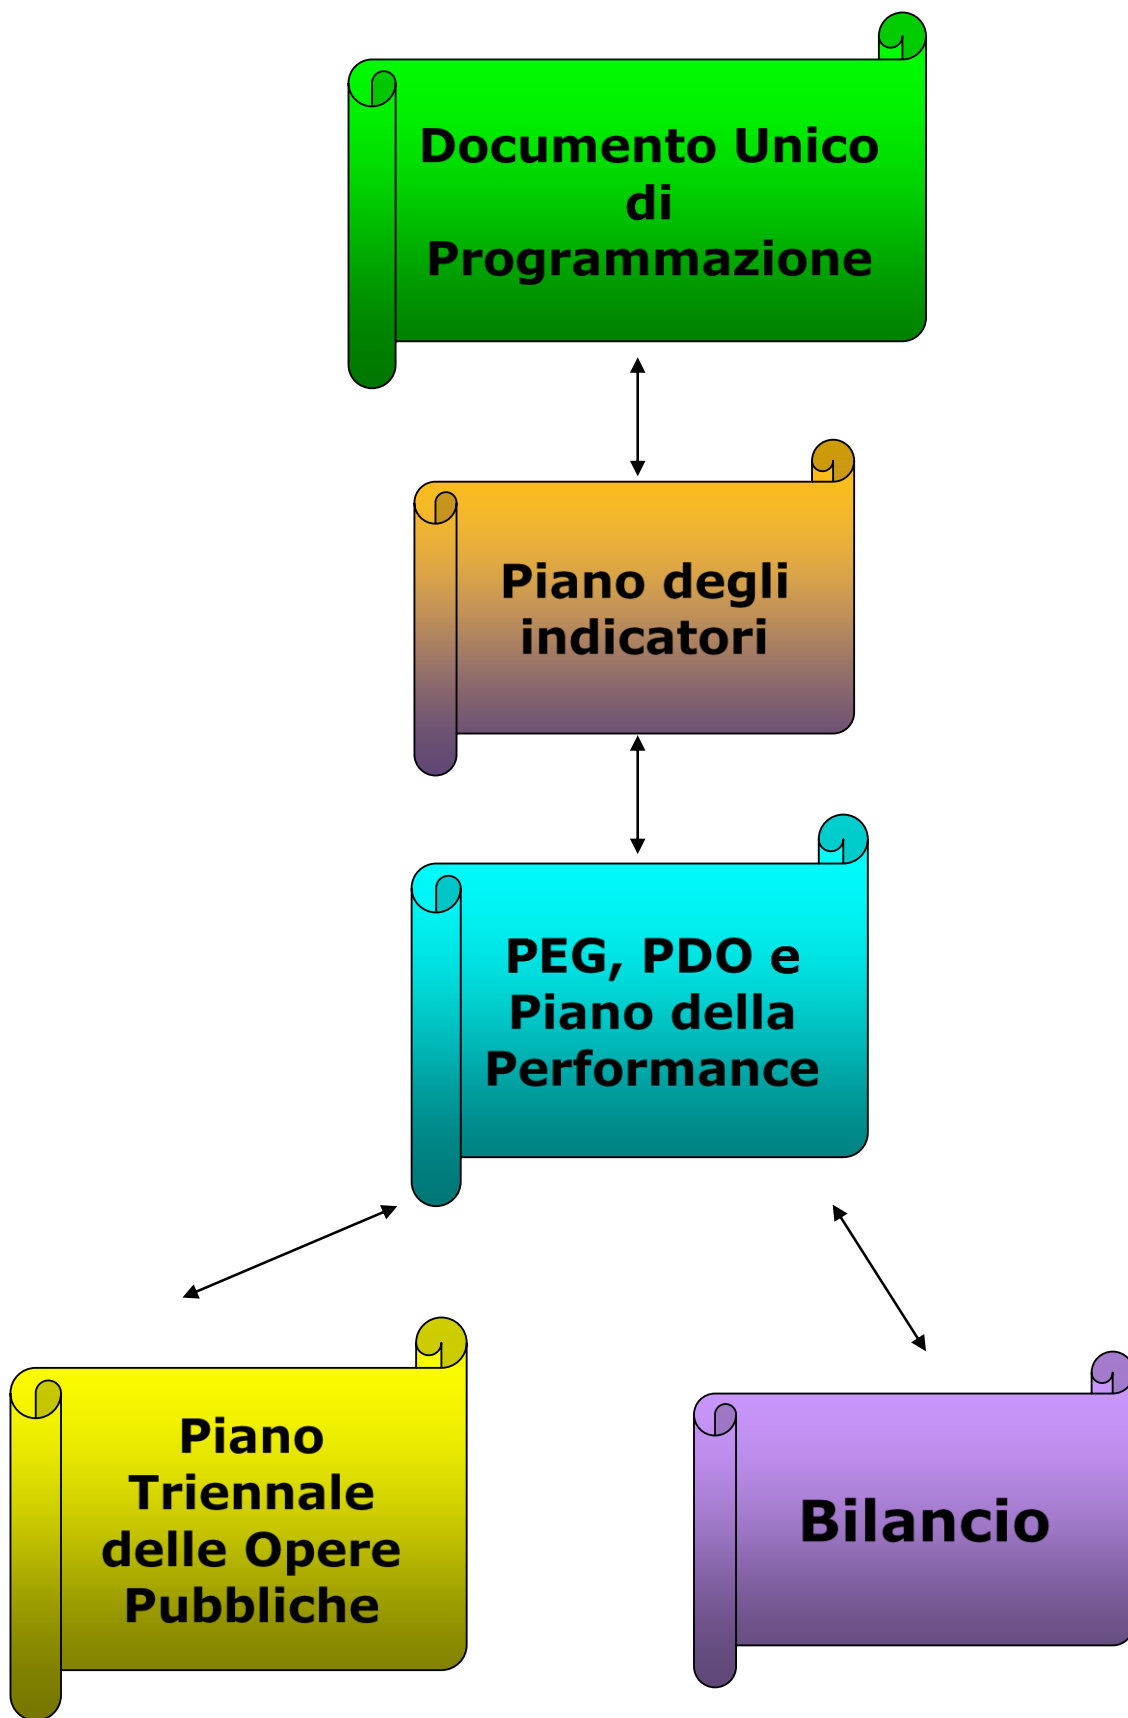 Documento Unico
di
Programmazione
Piano degli
indicatori
PEG, PDO e
Piano della
Performance
Piano
Triennale
delle Opere
Pubbliche
Bilancio